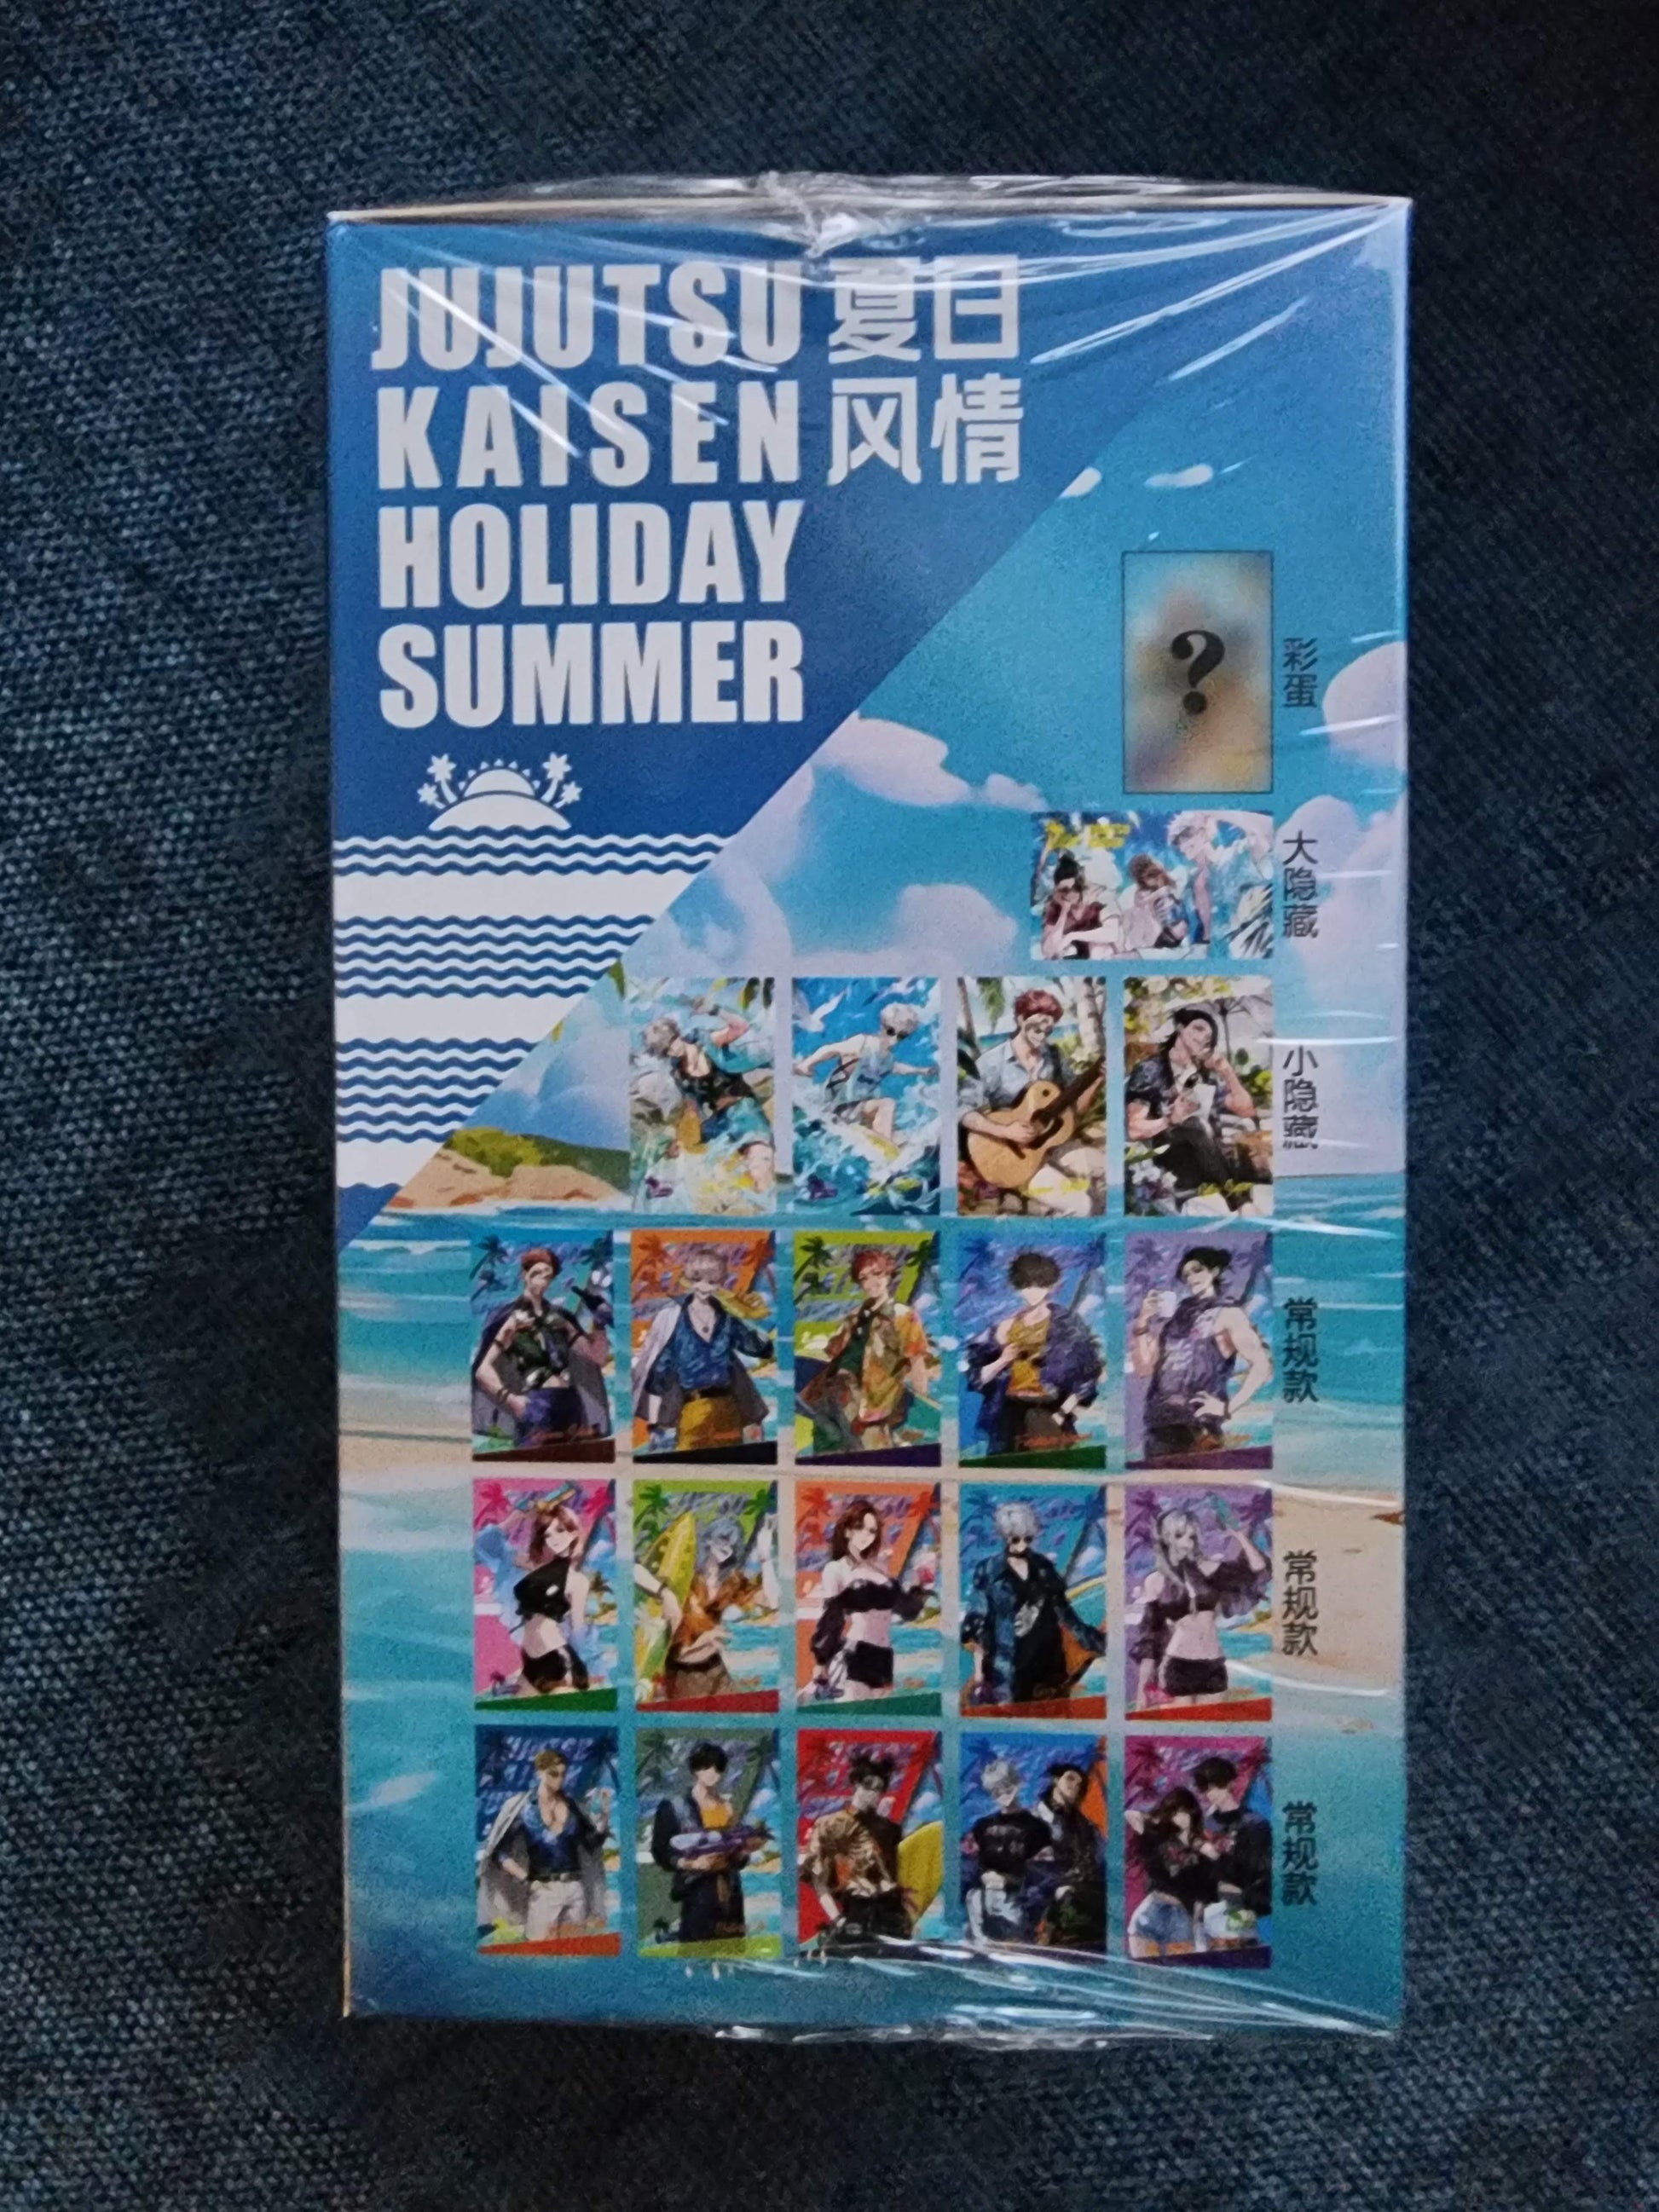 JUJUTSU 夏日
KAISEN 风情
HOLIDAY
SUMMER
?
彩蛋
大隐藏
小隐藏
常规款
常规款
常规款